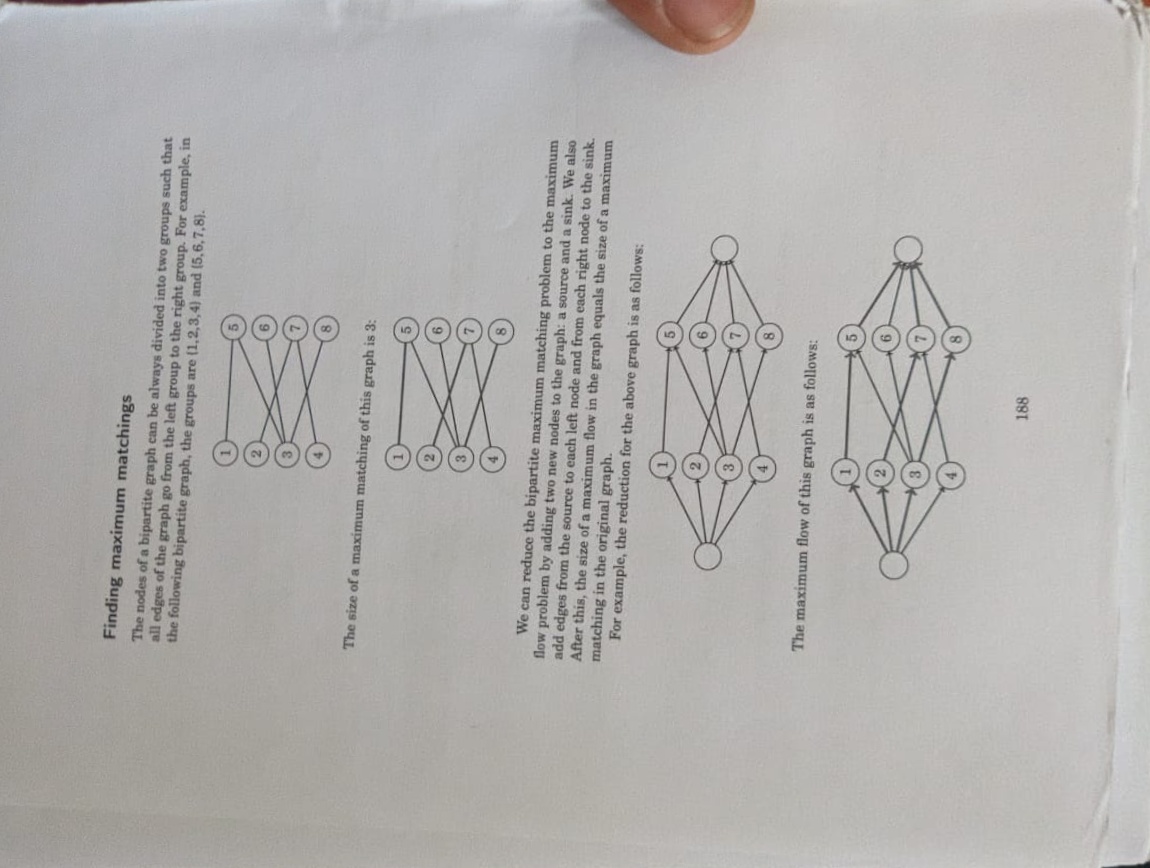 Finding maximum matchings
The nodes of a bipartite graph can be always divided into two groups such that
all edges of the graph go from the left group to the right group. For example, in
the following bipartite graph, the groups are {1,2,3,4} and {5,6,7,8}.
1 5
2 6
3 7
4 8
The size of a maximum matching of this graph is 3:
1 5
2 6
3 7
4 8
We can reduce the bipartite maximum matching problem to the maximum
flow problem by adding two new nodes to the graph: a source and a sink. We also
add edges from the source to each left node and from each right node to the sink.
After this, the size of a maximum flow in the graph equals the size of a maximum
matching in the original graph.
For example, the reduction for the above graph is as follows:
1 5
2 6
3 7
4 8
The maximum flow of this graph is as follows:
1 5
2 6
3 7
4 8
188